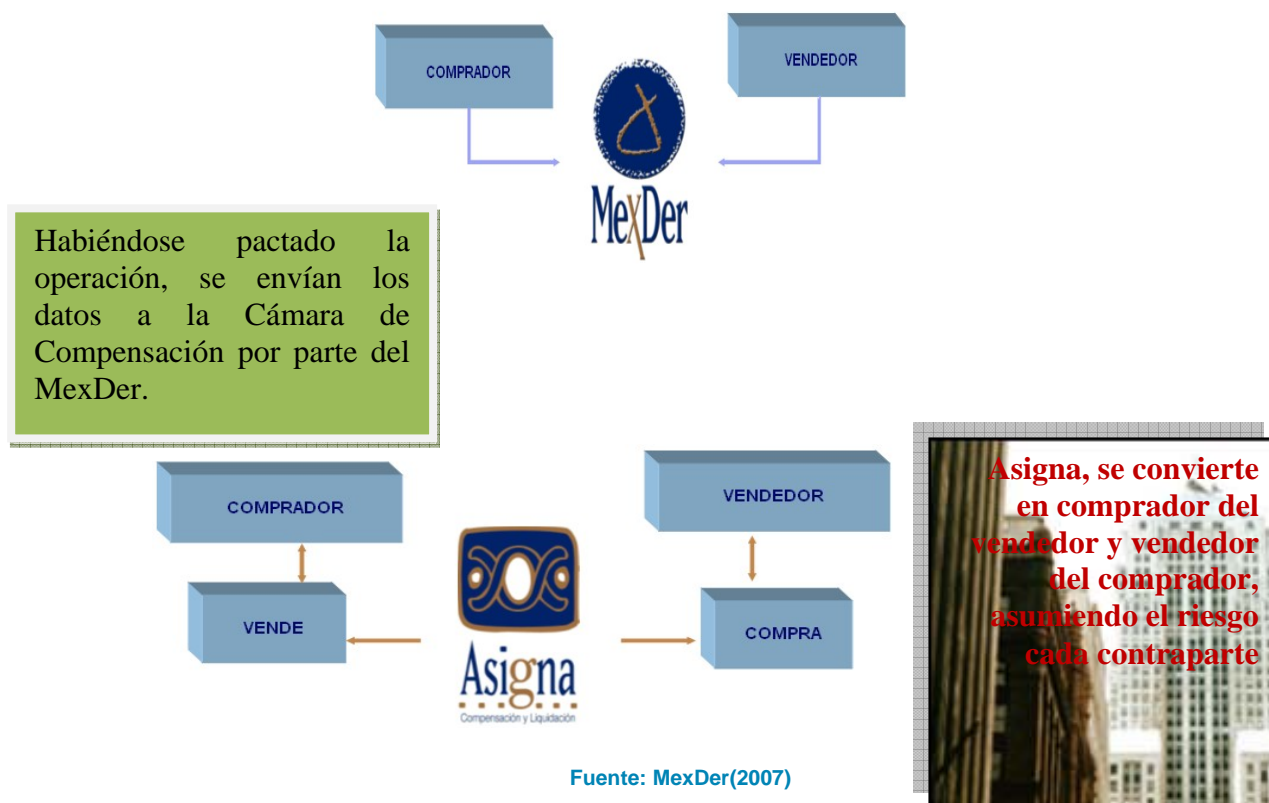 COMPRADOR
VENDEDOR
MexDer
Habiéndose pactado la
operación, se envían los
datos a la Cámara de
Compensación por parte del
MexDer.
COMPRADOR
VENDEDOR
VENDE
COMPRA
Asigna
Compensación y Liquidación
Asigna, se convierte
en comprador del
vendedor y vendedor
del comprador,
asumiendo el riesgo
cada contraparte
Fuente: MexDer(2007)